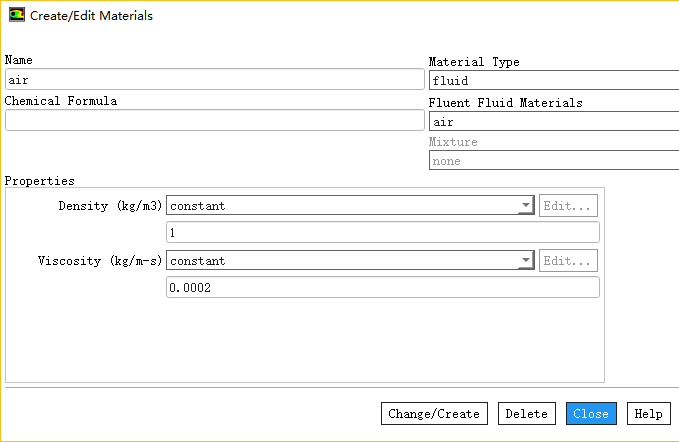 Create/Edit Materials
Name
Material Type
air
fluid
Chemical Formula
Fluent Fluid Materials
air
Mixture
none
Properties
Density (kg/m3) constant Edit...
1
Viscosity (kg/m-s) constant Edit...
0.0002
Change/Create Delete Close Help